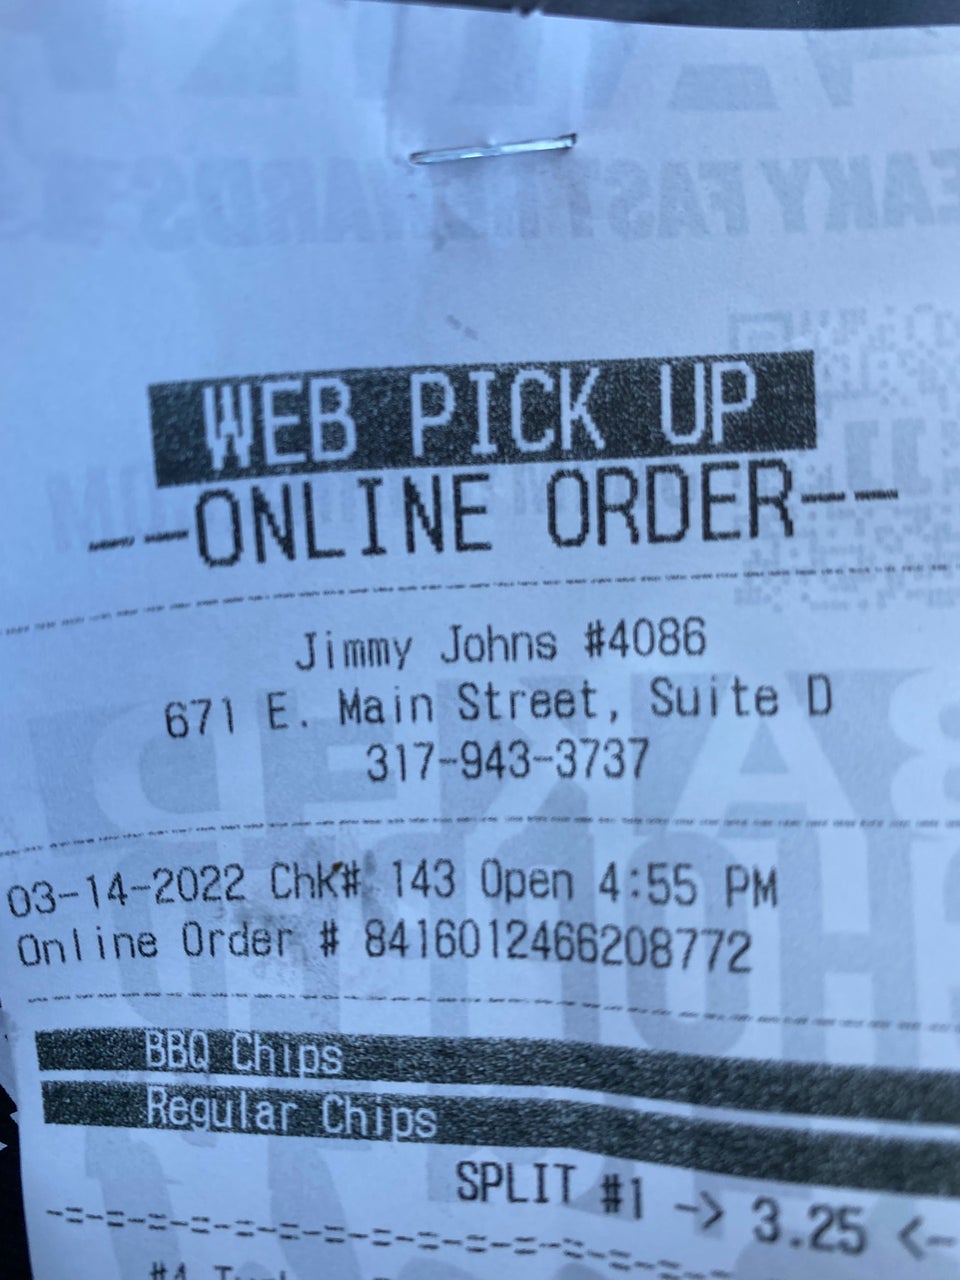 WEB PICK UP
---ONLINE ORDER---
Jimmy Johns #4086
671 E. Main Street, Suite D
317-943-3737
03-14-2022 Chk# 143 Open 4:55 PM
Online Order # 8416012466208772
BBQ Chips
Regular Chips
SPLIT #1 -> 3.25 <-